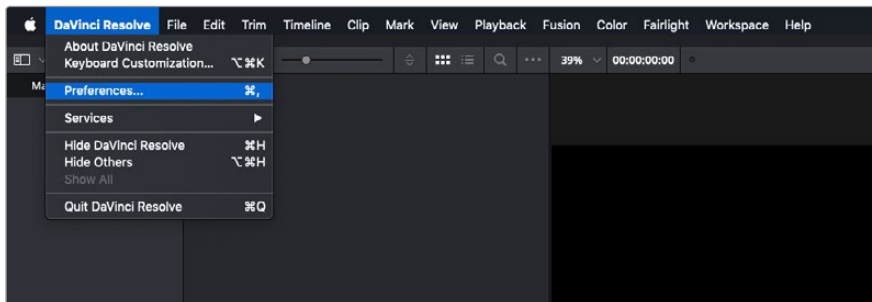 DaVinci Resolve File Edit Trim Timeline Clip Mark View Playback Fusion Color Fairlight Workspace Help
About DaVinci Resolve
Keyboard Customization... ⌥⌘K
39% 00:00:00:00
Preferences... ⌘,
Services ▶
Hide DaVinci Resolve ⌘H
Hide Others ⌥⌘H
Show All
Quit DaVinci Resolve ⌘Q